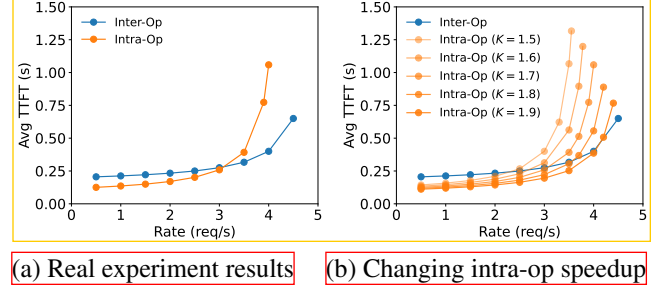 1.50
1.25
1.00
0.75
0.50
0.25
0.00
Avg TTFT (s)
Inter-Op
Intra-Op
0 1 2 3 4 5
Rate (req/s)
(a) Real experiment results
1.50
1.25
1.00
0.75
0.50
0.25
0.00
Avg TTFT (s)
Inter-Op
Intra-Op (K = 1.5)
Intra-Op (K = 1.6)
Intra-Op (K = 1.7)
Intra-Op (K = 1.8)
Intra-Op (K = 1.9)
0 1 2 3 4 5
Rate (req/s)
(b) Changing intra-op speedup